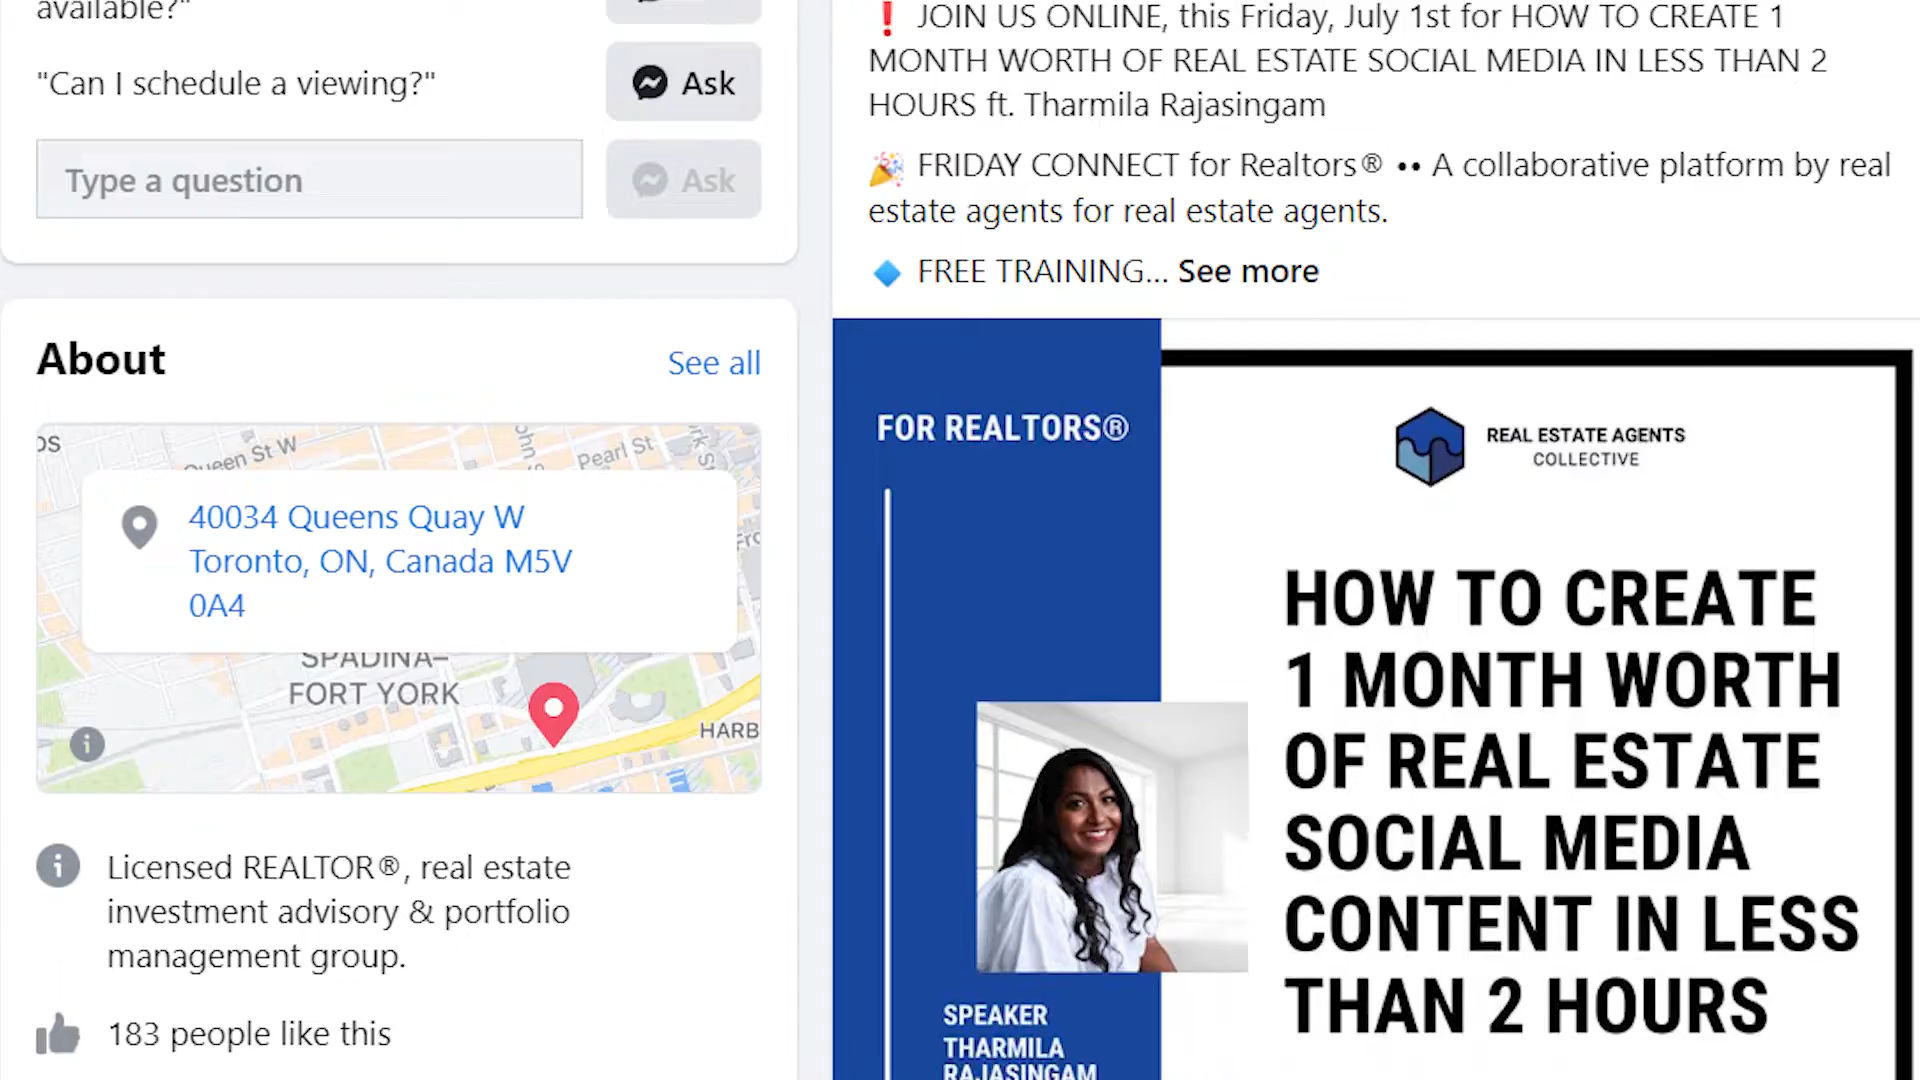 available?"
"Can I schedule a viewing?"
Ask
Type a question
Ask
About
See all
Queen St W
Pearl St
40034 Queens Quay W
Toronto, ON, Canada M5V
0A4
SPADINA–
FORT YORK
HARB
Licensed REALTOR®, real estate
investment advisory & portfolio
management group.
183 people like this
❗ JOIN US ONLINE, this Friday, July 1st for HOW TO CREATE 1
MONTH WORTH OF REAL ESTATE SOCIAL MEDIA IN LESS THAN 2
HOURS ft. Tharmila Rajasingam
🎉 FRIDAY CONNECT for Realtors® •• A collaborative platform by real
estate agents for real estate agents.
🔷 FREE TRAINING... See more
FOR REALTORS®
REAL ESTATE AGENTS
COLLECTIVE
HOW TO CREATE
1 MONTH WORTH
OF REAL ESTATE
SOCIAL MEDIA
CONTENT IN LESS
THAN 2 HOURS
SPEAKER
THARMILA
RAJASINGAM